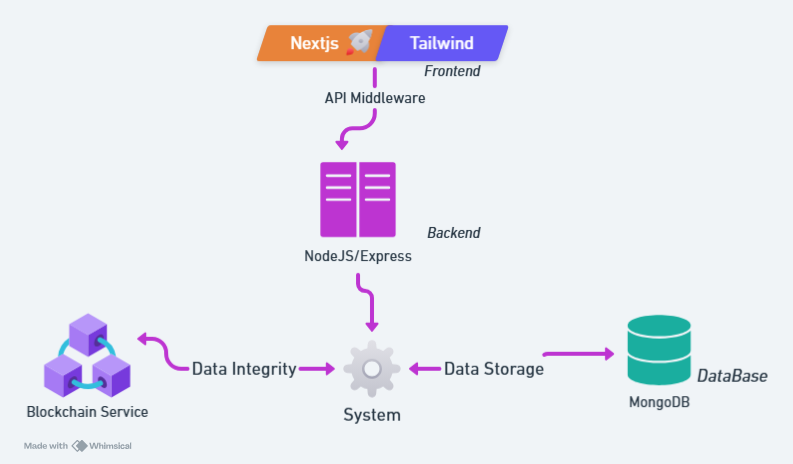 Nextjs
Tailwind
Frontend
API Middleware
Backend
NodeJS/Express
Data Integrity
Data Storage
DataBase
MongoDB
Blockchain Service
System
Made with Whimsical